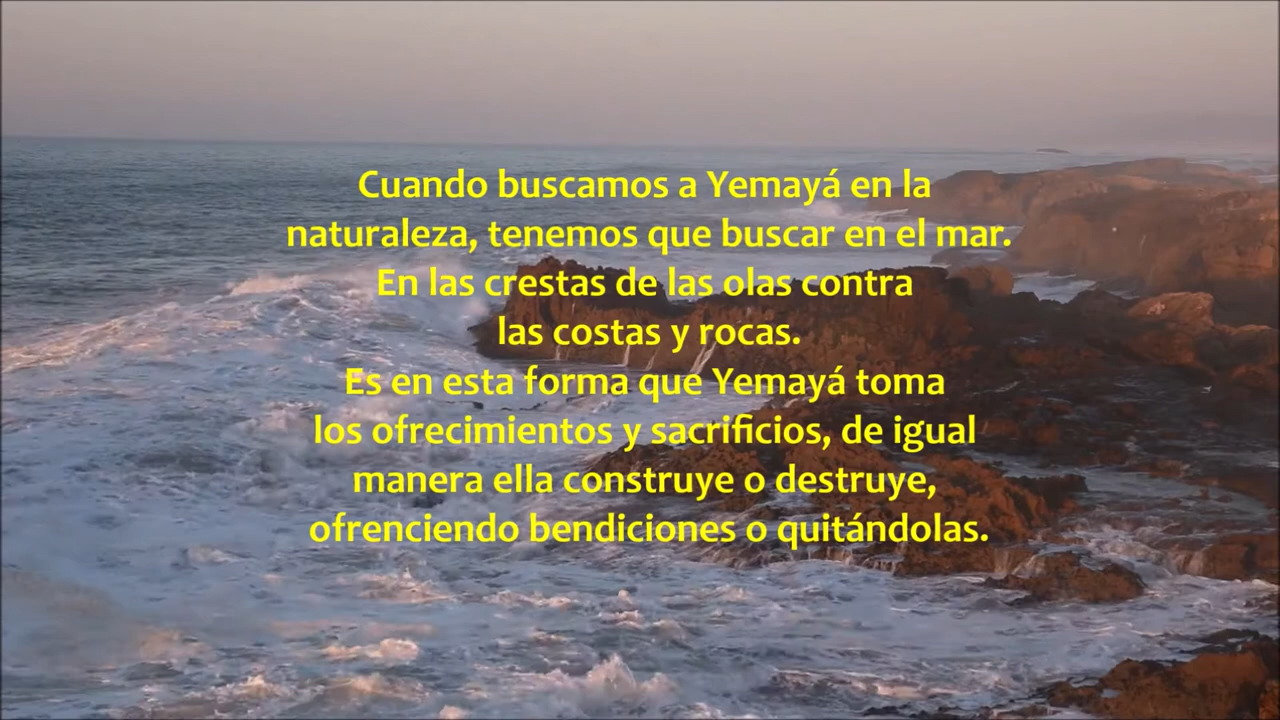 Cuando buscamos a Yemayá en la
naturaleza, tenemos que buscar en el mar.
En las crestas de las olas contra
las costas y rocas.
Es en esta forma que Yemayá toma
los ofrecimientos y sacrificios, de igual
manera ella construye o destruye,
ofrenciendo bendiciones o quitándolas.